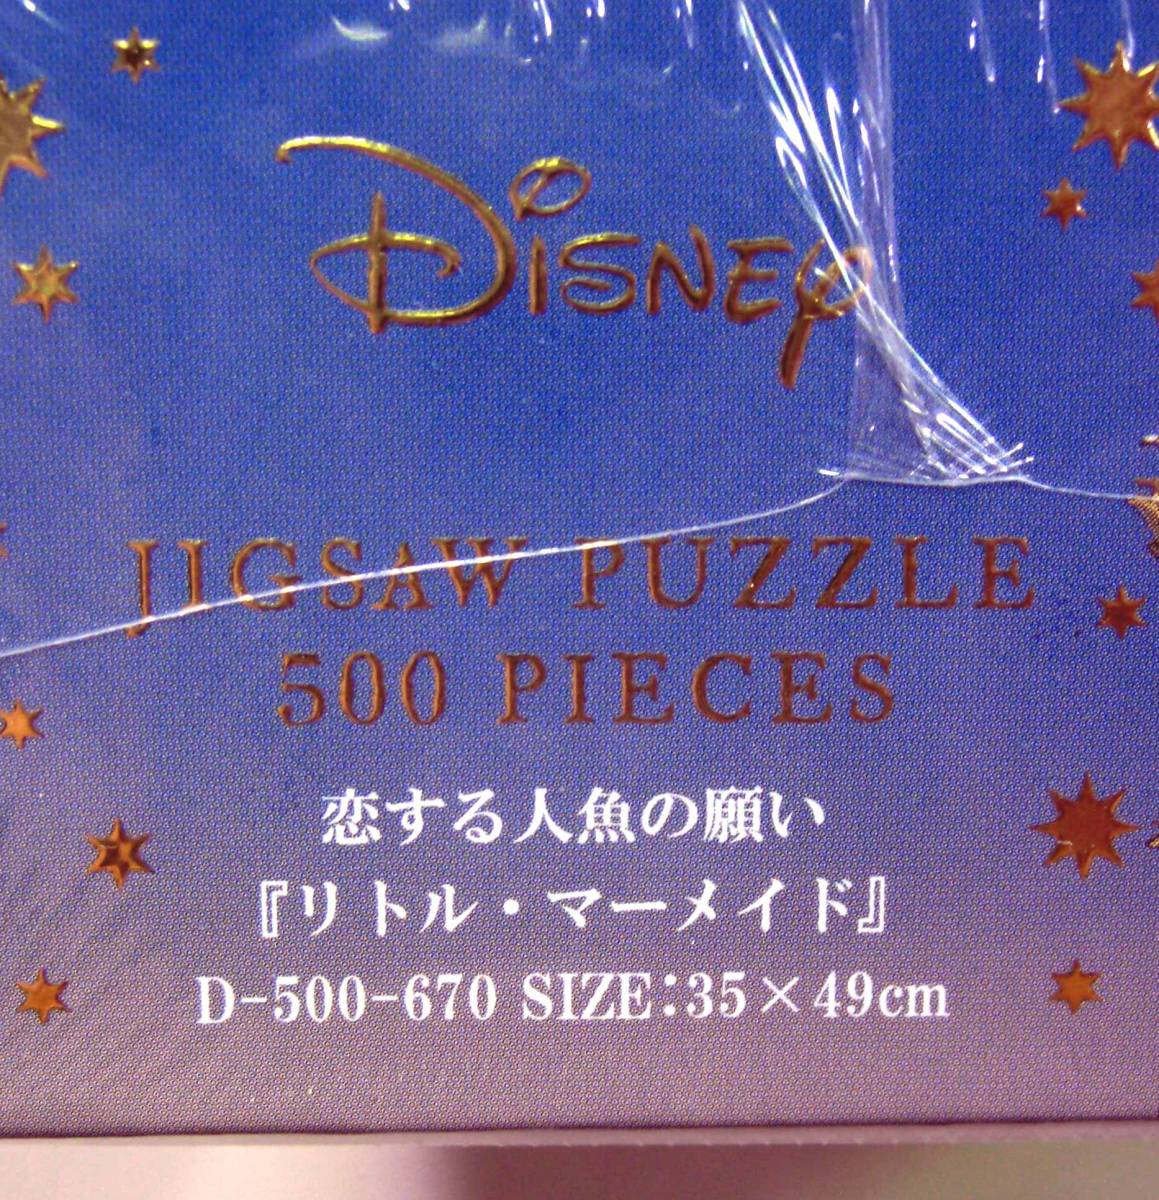 Disney
JIGSAW PUZZLE
500 PIECES
恋する人魚の願い
『リトル・マーメイド』
D-500-670 SIZE:35×49cm